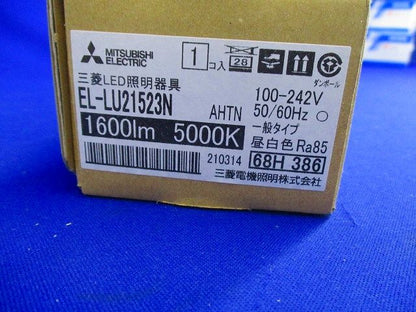 MITSUBISHI
ELECTRIC
1コ入
28
ダンボール
三菱LED照明器具
EL-LU21523N
AHTN
100-242V
50/60Hz
一般タイプ
1600lm 5000K
昼白色 Ra85
210314
68H 386
三菱電機照明株式会社